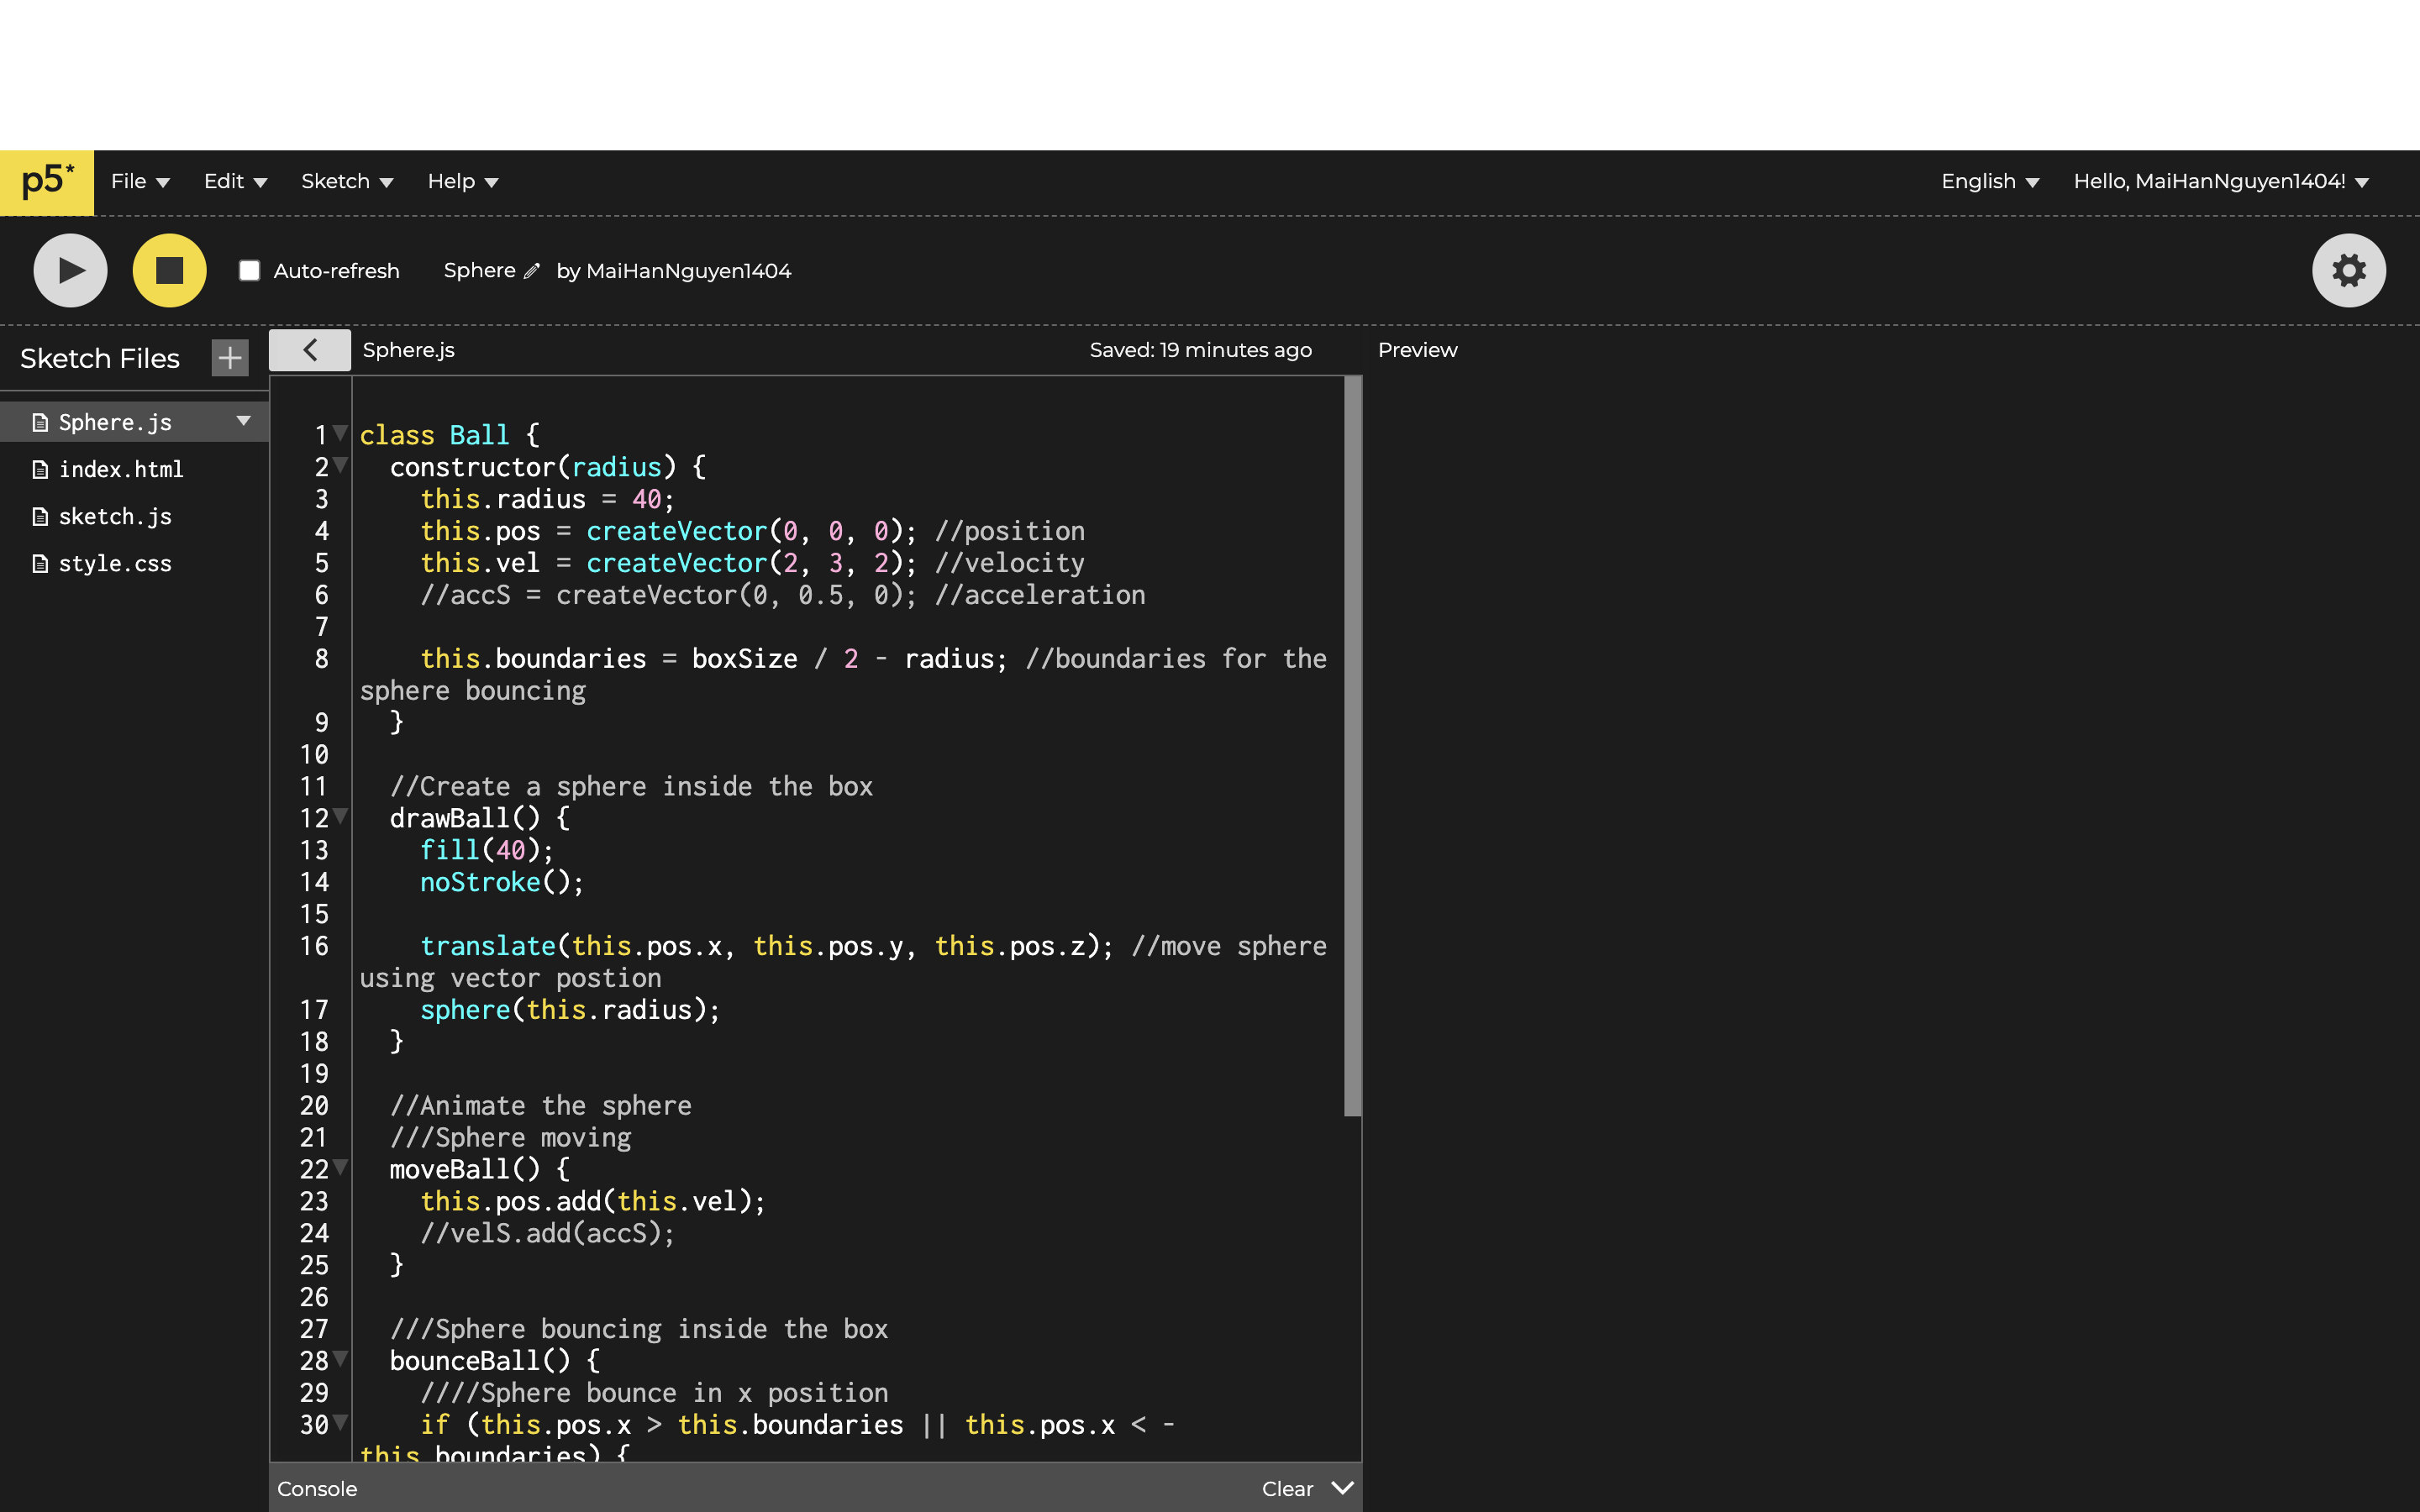 p5* File Edit Sketch Help English Hello, MaiHanNguyen1404!
Auto-refresh Sphere by MaiHanNguyen1404
Sketch Files + Sphere.js Saved: 19 minutes ago Preview
Sphere.js
index.html
sketch.js
style.css
1 class Ball {
2 constructor(radius) {
3 this.radius = 40;
4 this.pos = createVector(0, 0, 0); //position
5 this.vel = createVector(2, 3, 2); //velocity
6 //accS = createVector(0, 0.5, 0); //acceleration
7
8 this.boundaries = boxSize / 2 - radius; //boundaries for the
sphere bouncing
9 }
10
11 //Create a sphere inside the box
12 drawBall() {
13 fill(40);
14 noStroke();
15
16 translate(this.pos.x, this.pos.y, this.pos.z); //move sphere
using vector postion
17 sphere(this.radius);
18 }
19
20 //Animate the sphere
21 ///Sphere moving
22 moveBall() {
23 this.pos.add(this.vel);
24 //velS.add(accS);
25 }
26
27 ///Sphere bouncing inside the box
28 bounceBall() {
29 ////Sphere bounce in x position
30 if (this.pos.x > this.boundaries || this.pos.x < -
this.boundaries) {
Console Clear